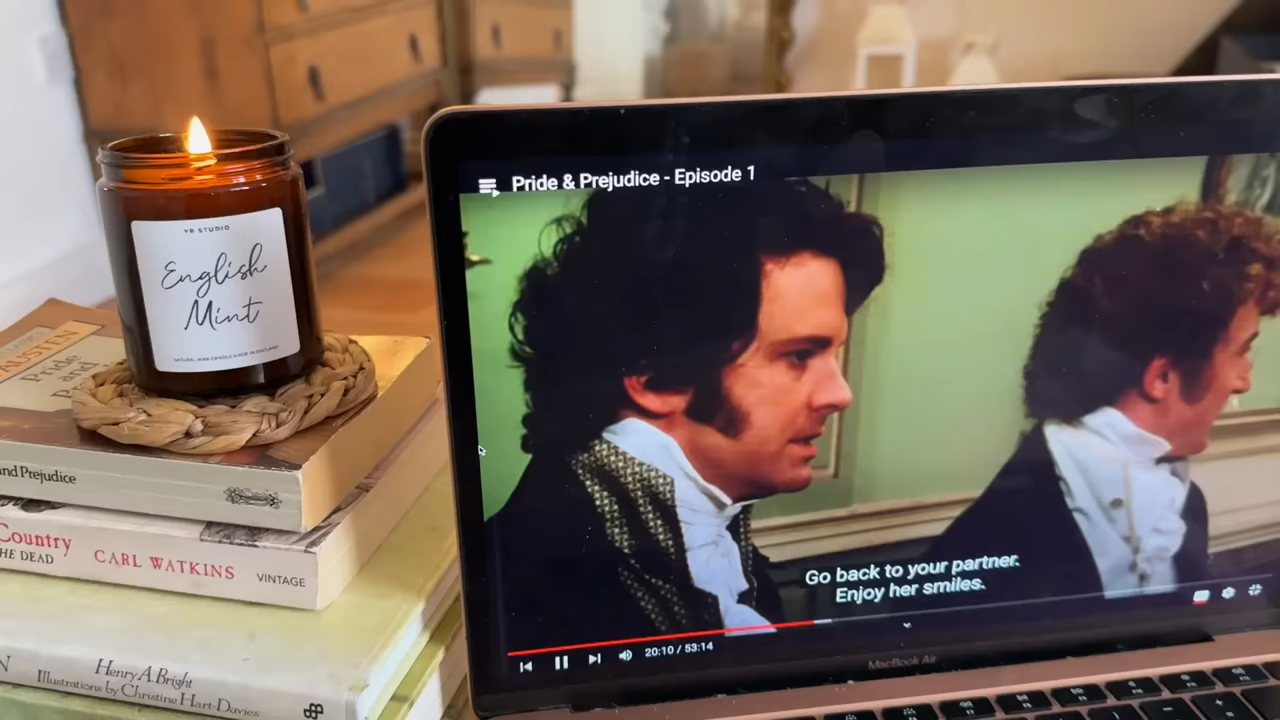 YR STUDIO
English
Mint
NATURAL WAX CANDLE MADE IN ENGLAND
AUSTEN
Pride
and
and Prejudice
Country
HE DEAD
CARL WATKINS
VINTAGE
N
Henry A. Bright
Illustrations by Christine Hart-Davies
Pride & Prejudice - Episode 1
Go back to your partner.
Enjoy her smiles.
20:10 / 53:14
MacBook Air